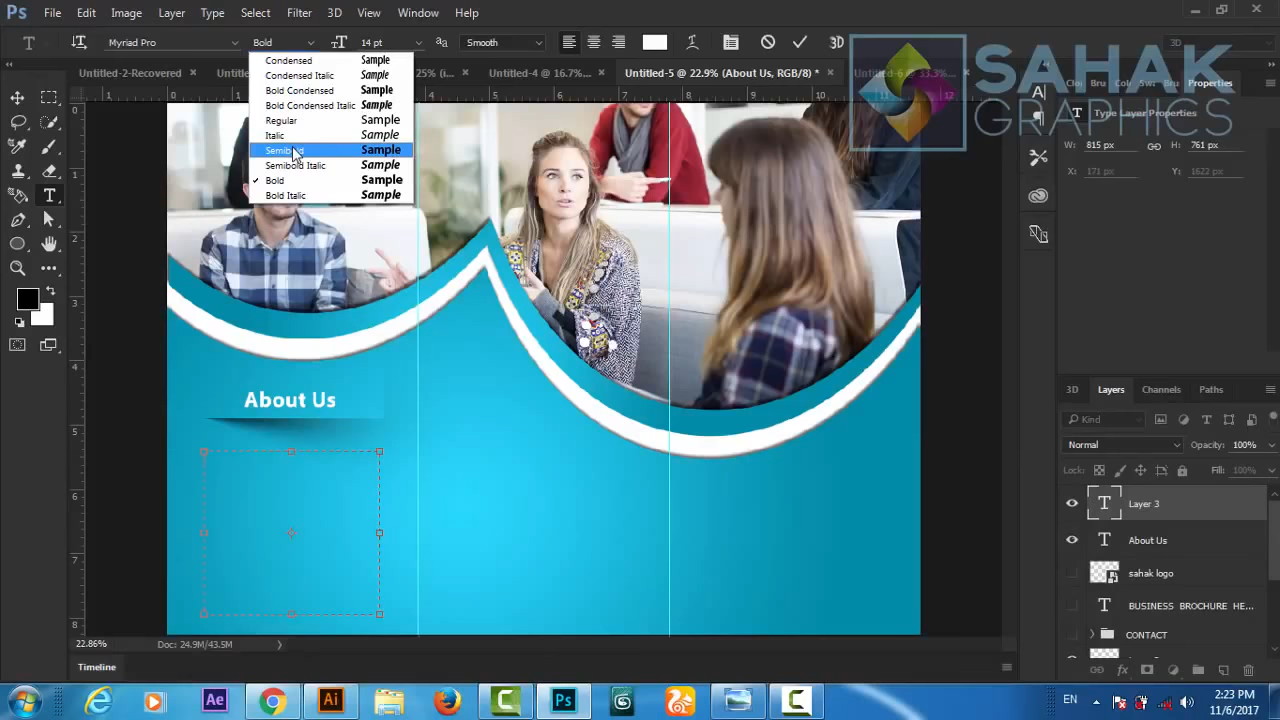 Ps File Edit Image Layer Type Select Filter 3D View Window Help
T Myriad Pro Bold 14 pt Smooth 3D
Untitled-2-Recovered Untitled-4 @ 16.7%... Untitled-5 @ 22.9% (About Us, RGB/8) * Untitled-6 @ 33.3%...
SAHAK
GRAPHICS
Condensed Sample
Condensed Italic Sample
Bold Condensed Sample
Bold Condensed Italic Sample
Regular Sample
Italic Sample
Semibold Sample
Semibold Italic Sample
Bold Sample
Bold Italic Sample
Properties
Type Layer Properties
W: 815 px H: 761 px
X: 171 px Y: 1622 px
About Us
3D Layers Channels Paths
Kind
Normal Opacity: 100%
Lock: Fill: 100%
T Layer 3
T About Us
sahak logo
T BUSINESS BROCHURE HE...
CONTACT
22.86% Doc: 24.9M/43.5M
Timeline
Ae Ai Ps EN
2:23 PM
11/6/2017